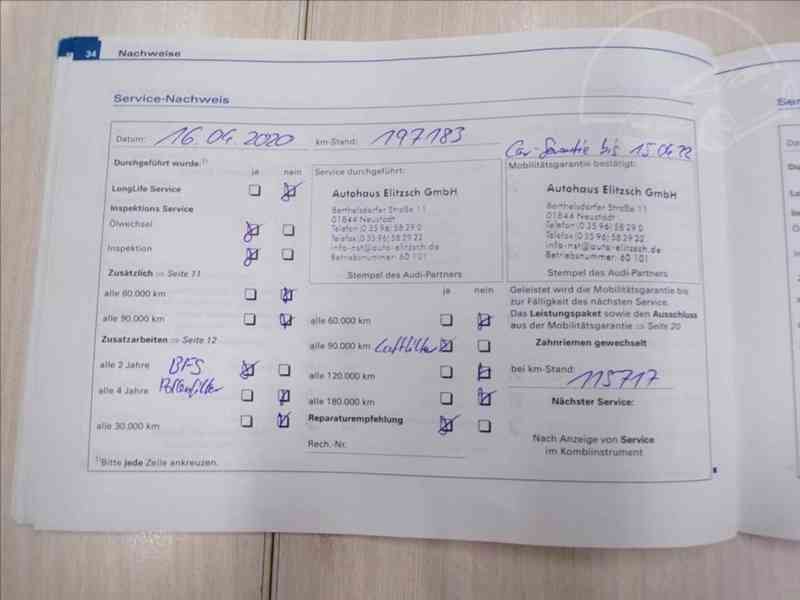 34 Nachweise
Service-Nachweis
Datum: 16.04.2020 km-Stand: 197183
Car-Garantie bis 15.04.22
Durchgeführt wurde:1)
ja nein
LongLife Service
Inspektions Service
Ölwechsel
Inspektion
Zusätzlich ⇒ Seite 11
alle 60.000 km
alle 90.000 km
Zusatzarbeiten ⇒ Seite 12
alle 2 Jahre BFS
alle 4 Jahre Pollenfilter
alle 30.000 km
1)Bitte jede Zeile ankreuzen.
Service durchgeführt:
Autohaus Elitzsch GmbH
Berthelsdorfer Straße 11
01844 Neustadt
Telefon (0 35 96) 58 29 0
Telefax (0 35 96) 58 29 22
info-nst@auto-elitzsch.de
Betriebsnummer: 60 101
Stempel des Audi-Partners
ja nein
alle 60.000 km
alle 90.000 km Luftfilter
alle 120.000 km
alle 180.000 km
Reparaturempfehlung
Rech.-Nr.
Mobilitätsgarantie bestätigt:
Autohaus Elitzsch GmbH
Berthelsdorfer Straße 11
01844 Neustadt
Telefon (0 35 96) 58 29 0
Telefax (0 35 96) 58 29 22
info-nst@auto-elitzsch.de
Betriebsnummer: 60 101
Stempel des Audi-Partners
Geleistet wird die Mobilitätsgarantie bis
zur Fälligkeit des nächsten Service.
Das Leistungspaket sowie den Ausschluss
aus der Mobilitätsgarantie ⇒ Seite 20
Zahnriemen gewechselt
bei km-Stand: 115717
Nächster Service:
Nach Anzeige von Service
im Kombiinstrument